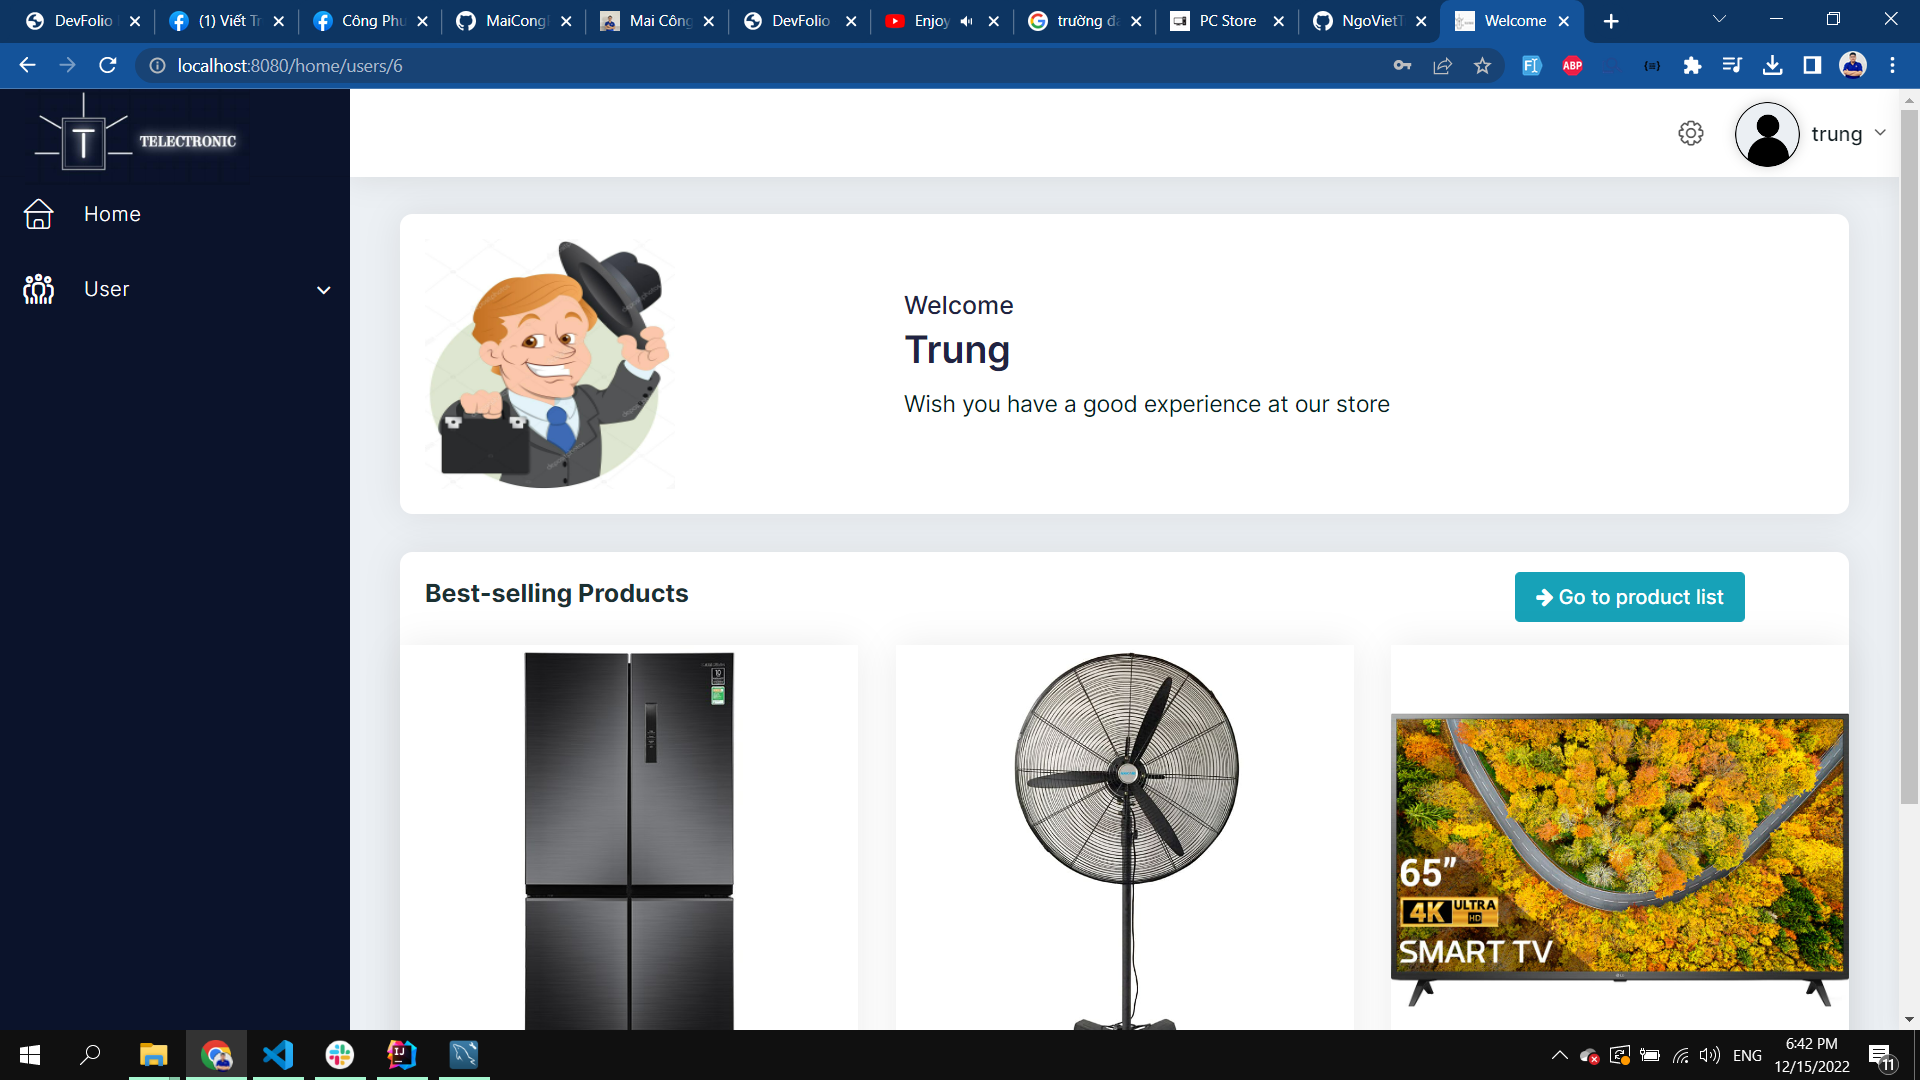 DevFolio
(1) Viết Tr
Công Phu
MaiCong
Mai Công
DevFolio
Enjoy
trường đ
PC Store
NgoVietT
Welcome
localhost:8080/home/users/6
ABP
T
TELECTRONIC
trung
Home
User
Welcome
Trung
Wish you have a good experience at our store
Best-selling Products
Go to product list
65”
4K ULTRA HD
SMART TV
LG
ENG
6:42 PM
12/15/2022
11